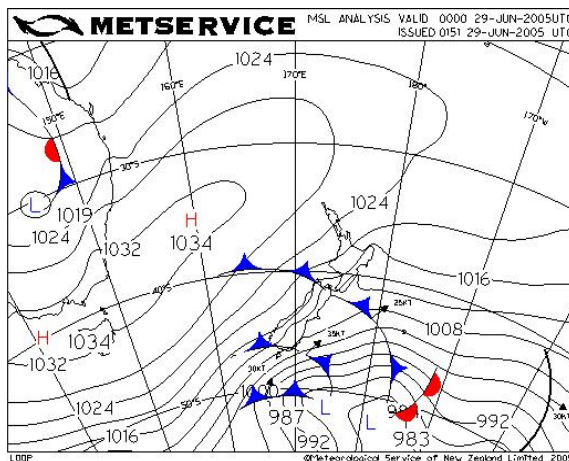 METSERVICE
MSL ANALYSIS VALID 0000 29-JUN-2005UTC
ISSUED 0151 29-JUN-2005 UTC
1016
1024
160°E
170°E
180°
150°E
170°W
30°S
L
1019
1024
1032
H
1034
1024
1016
40°S
25KT
1008
H
1034
1032
35KT
30KT
1000
1024
50°S
987
L
L
984
992
30KT
1016
992
983
LOOP
©Meteorological Service of New Zealand Limited 2005